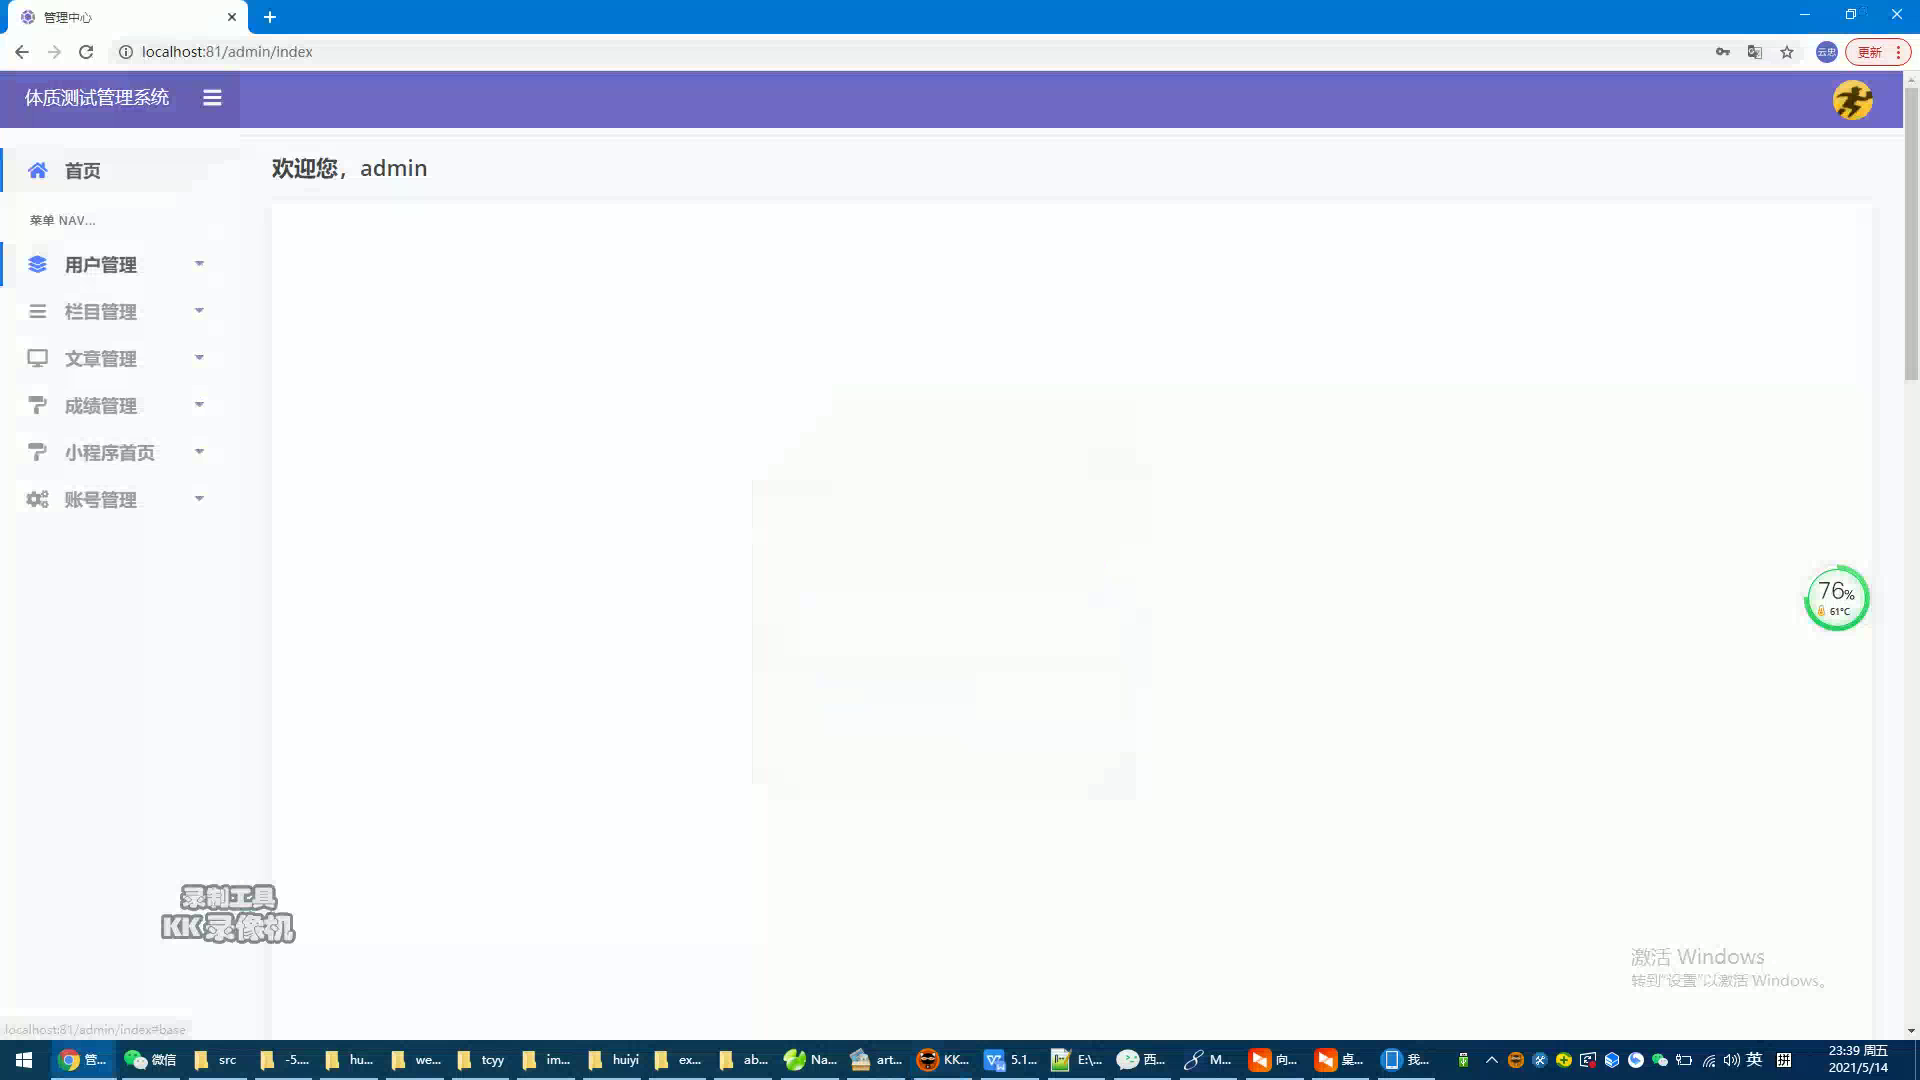 管理中心
localhost:81/admin/index
云忠
更新
体质测试管理系统
首页
欢迎您，admin
菜单 NAV...
用户管理
栏目管理
文章管理
成绩管理
小程序首页
账号管理
76%
61°C
录制工具
KK录像机
激活 Windows
转到"设置"以激活 Windows。
localhost:81/admin/index#base
管...
微信
src
-5....
hu...
we...
tcyy
im...
huiyi
ex...
ab...
Na...
art...
KK...
5.1...
E:\...
西...
M...
向...
桌...
我...
英
拼
23:39 周五
2021/5/14